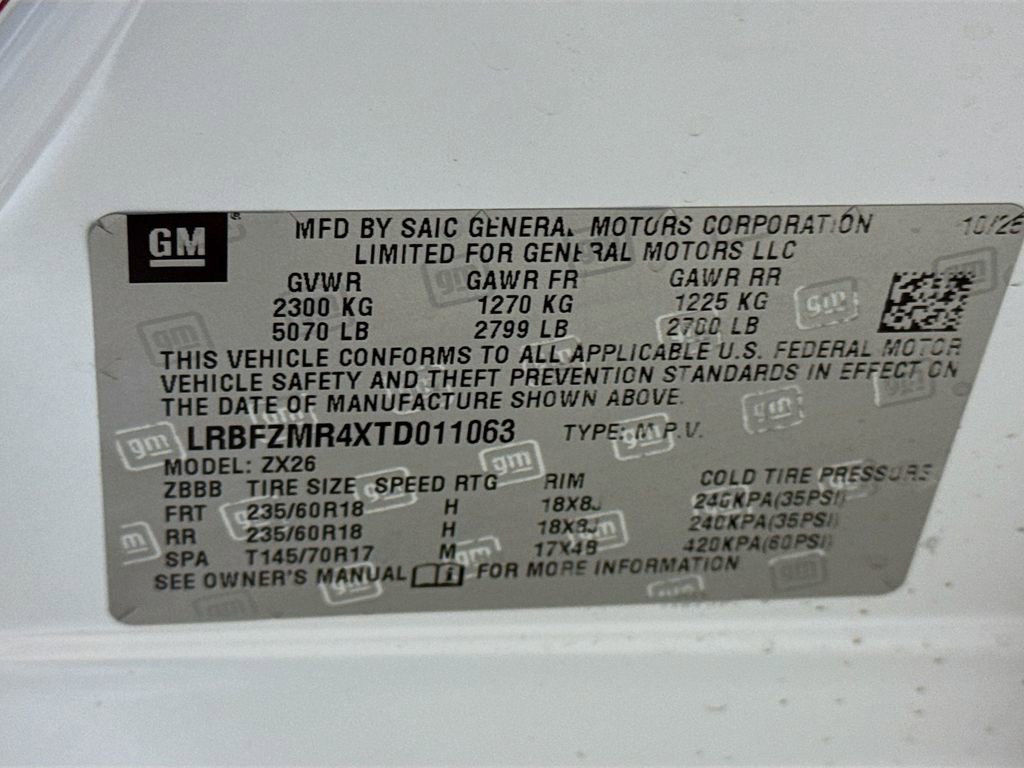 GM
MFD BY SAIC GENERAL MOTORS CORPORATION 10/25
LIMITED FOR GENERAL MOTORS LLC
GVWR GAWR FR GAWR RR
2300 KG 1270 KG 1225 KG
5070 LB 2799 LB 2700 LB
THIS VEHICLE CONFORMS TO ALL APPLICABLE U.S. FEDERAL MOTOR
VEHICLE SAFETY AND THEFT PREVENTION STANDARDS IN EFFECT ON
THE DATE OF MANUFACTURE SHOWN ABOVE.
LRBFZMR4XTD011063 TYPE: M.P.V.
MODEL: ZX26
ZBBB TIRE SIZE SPEED RTG RIM COLD TIRE PRESSURE
FRT 235/60R18 H 18X8J 240KPA(35PSI)
RR 235/60R18 H 18X8J 240KPA(35PSI)
SPA T145/70R17 M 17X4B 420KPA(60PSI)
SEE OWNER'S MANUAL FOR MORE INFORMATION